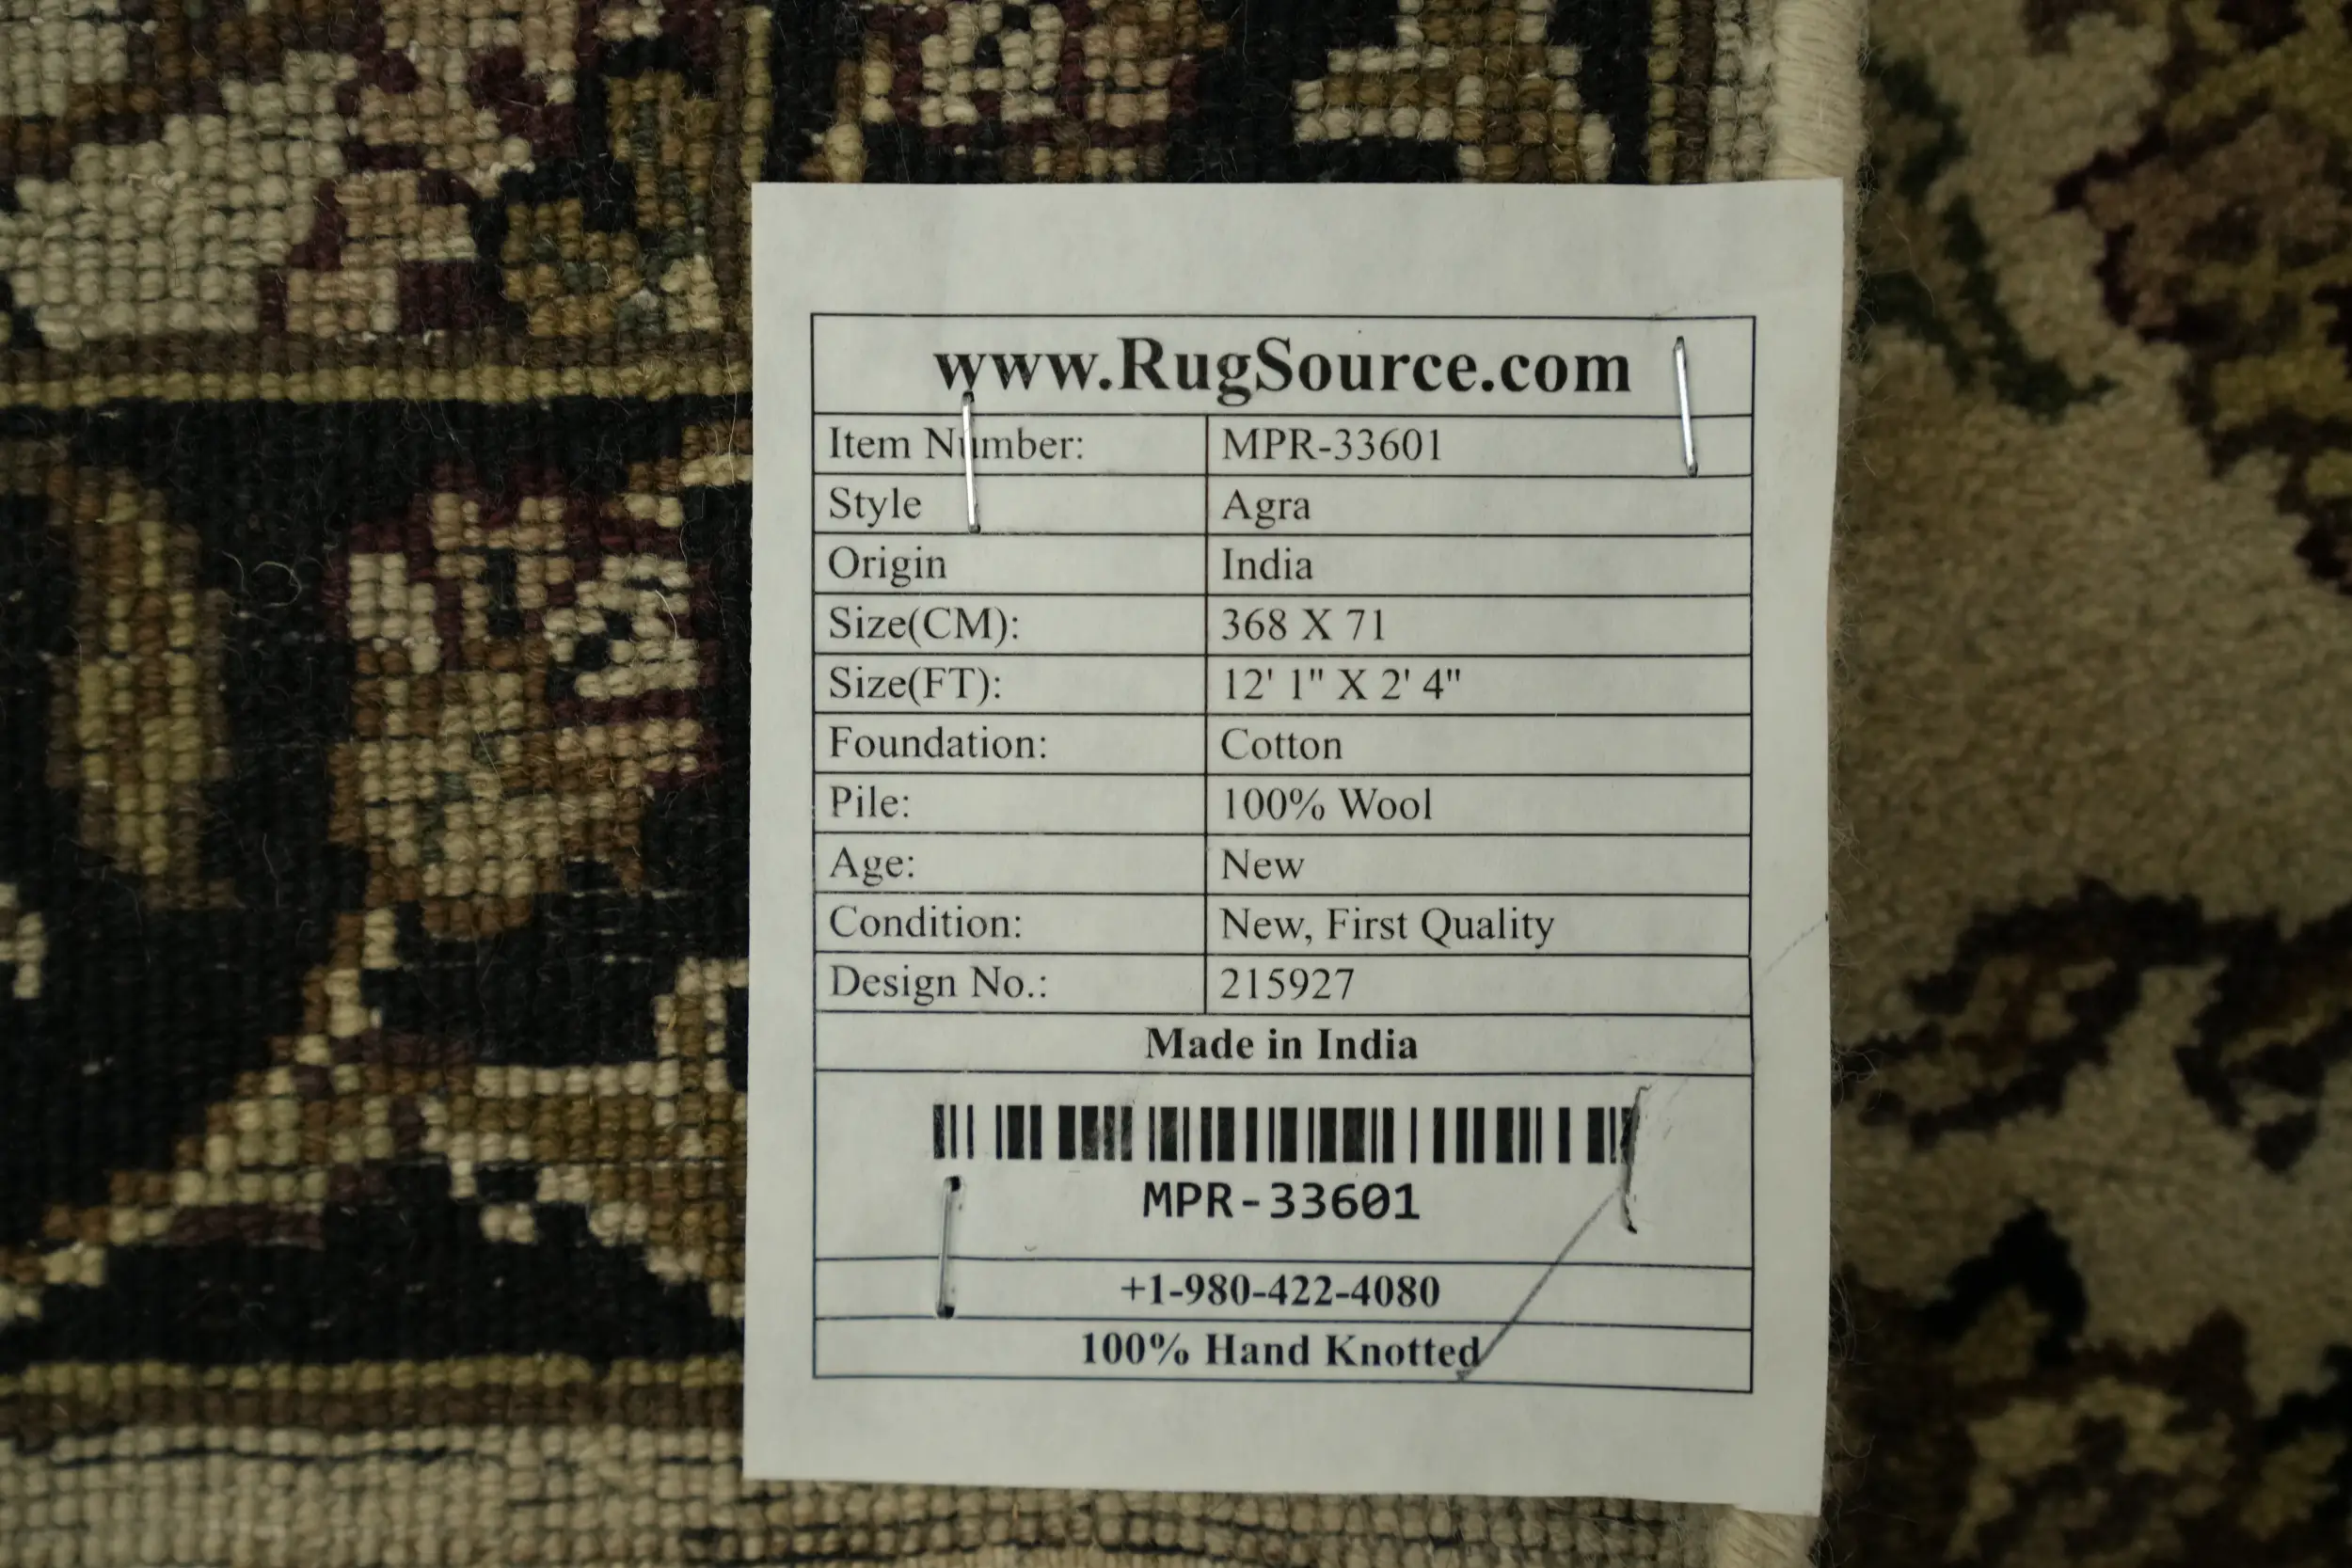 www.RugSource.com
Item Number: MPR-33601
Style Agra
Origin India
Size(CM): 368 X 71
Size(FT): 12' 1" X 2' 4"
Foundation: Cotton
Pile: 100% Wool
Age: New
Condition: New, First Quality
Design No.: 215927
Made in India
MPR-33601
+1-980-422-4080
100% Hand Knotted